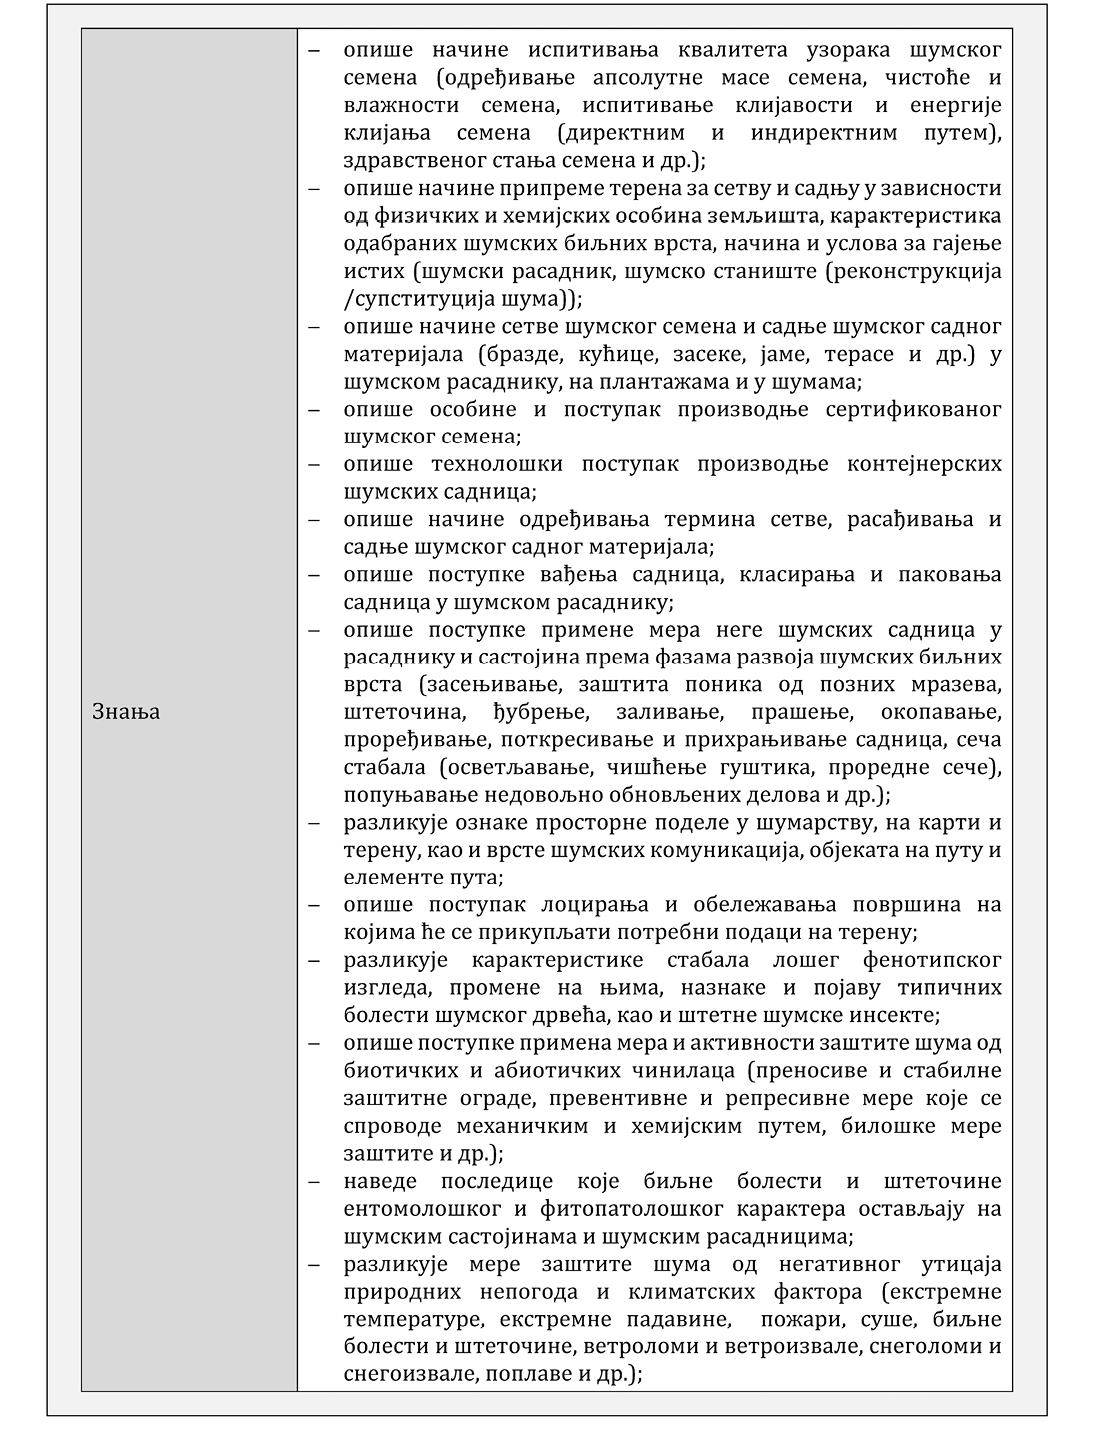 Знања
– опише начине испитивања квалитета узорака шумског
семена (одређивање апсолутне масе семена, чистоће и
влажности семена, испитивање клијавости и енергије
клијања семена (директним и индиректним путем),
здравственог стања семена и др.);
– опише начине припреме терена за сетву и садњу у зависности
од физичких и хемијских особина земљишта, карактеристика
одабраних шумских биљних врста, начина и услова за гајење
истих (шумски расадник, шумско станиште (реконструкција
/супституција шума));
– опише начине сетве шумског семена и садње шумског садног
материјала (бразде, кућице, засеке, јаме, терасе и др.) у
шумском расаднику, на плантажама и у шумама;
– опише особине и поступак производње сертификованог
шумског семена;
– опише технолошки поступак производње контејнерских
шумских садница;
– опише начине одређивања термина сетве, расађивања и
садње шумског садног материјала;
– опише поступке вађења садница, класирања и паковања
садница у шумском расаднику;
– опише поступке примене мера неге шумских садница у
расаднику и састојина према фазама развоја шумских биљних
врста (засењивање, заштита поника од позних мразева,
штеточина, ђубрење, заливање, прашење, окопавање,
проређивање, поткресивање и прихрањивање садница, сеча
стабала (осветљавање, чишћење гуштика, проредне сече),
попуњавање недовољно обновљених делова и др.);
– разликује ознаке просторне поделе у шумарству, на карти и
терену, као и врсте шумских комуникација, објеката на путу и
елементе пута;
– опише поступак лоцирања и обележавања површина на
којима ће се прикупљати потребни подаци на терену;
– разликује карактеристике стабала лошег фенотипског
изгледа, промене на њима, назнаке и појаву типичних
болести шумског дрвећа, као и штетне шумске инсекте;
– опише поступке примена мера и активности заштите шума од
биотичких и абиотичких чинилаца (преносиве и стабилне
заштитне ограде, превентивне и репресивне мере које се
спроводе механичким и хемијским путем, билошке мере
заштите и др.);
– наведе последице које биљне болести и штеточине
ентомолошког и фитопатолошког карактера остављају на
шумским састојинама и шумским расадницима;
– разликује мере заштите шума од негативног утицаја
природних непогода и климатских фактора (екстремне
температуре, екстремне падавине, пожари, суше, биљне
болести и штеточине, ветроломи и ветроизвале, снеголоми и
снегоизвале, поплаве и др.);